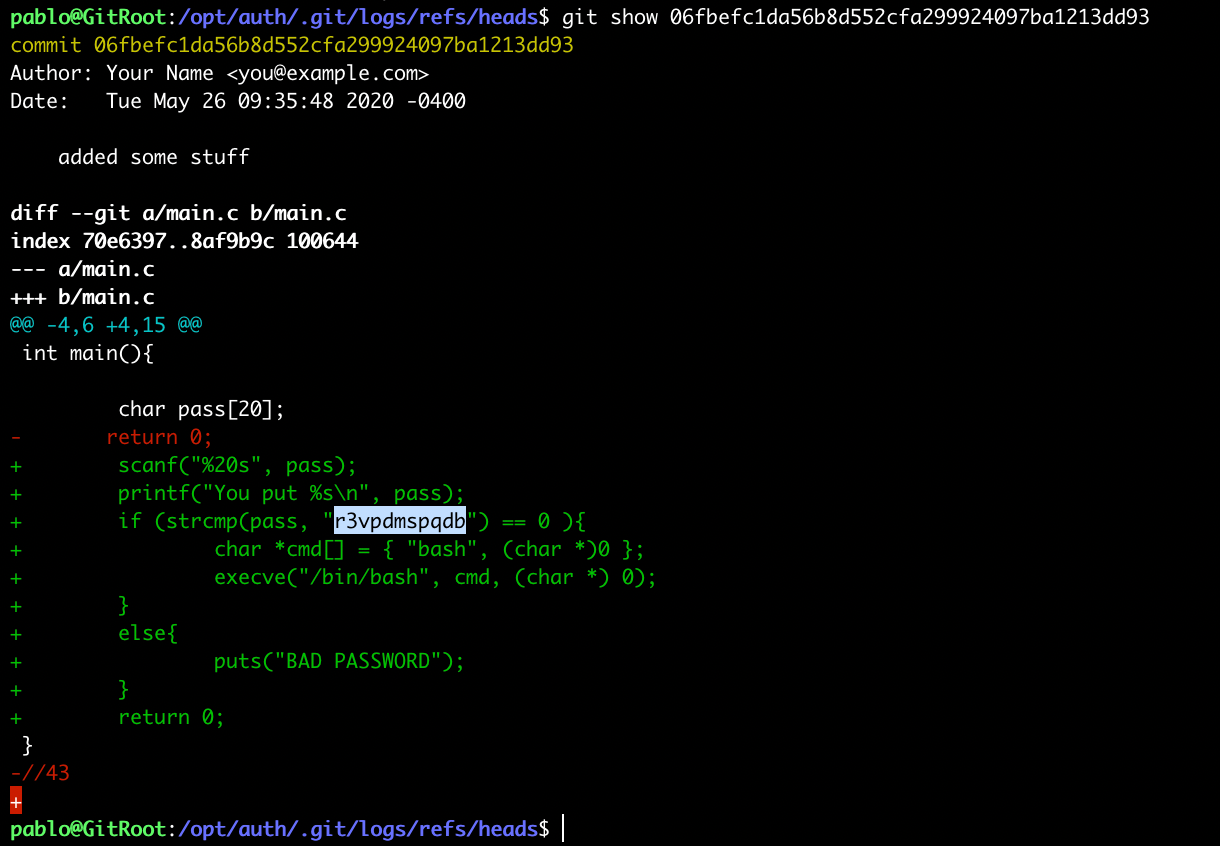 pablo@GitRoot:/opt/auth/.git/logs/refs/heads$ git show 06fbefc1da56b8d552cfa299924097ba1213dd93
commit 06fbefc1da56b8d552cfa299924097ba1213dd93
Author: Your Name <you@example.com>
Date:   Tue May 26 09:35:48 2020 -0400
    added some stuff
diff --git a/main.c b/main.c
index 70e6397..8af9b9c 100644
--- a/main.c
+++ b/main.c
@@ -4,6 +4,15 @@
 int main(){
         char pass[20];
-       return 0;
+        scanf("%20s", pass);
+        printf("You put %s\n", pass);
+        if (strcmp(pass, "r3vpdmspqdb") == 0 ){
+                char *cmd[] = { "bash", (char *)0 };
+                execve("/bin/bash", cmd, (char *) 0);
+        }
+        else{
+                puts("BAD PASSWORD");
+        }
+        return 0;
 }
-//43
+
pablo@GitRoot:/opt/auth/.git/logs/refs/heads$